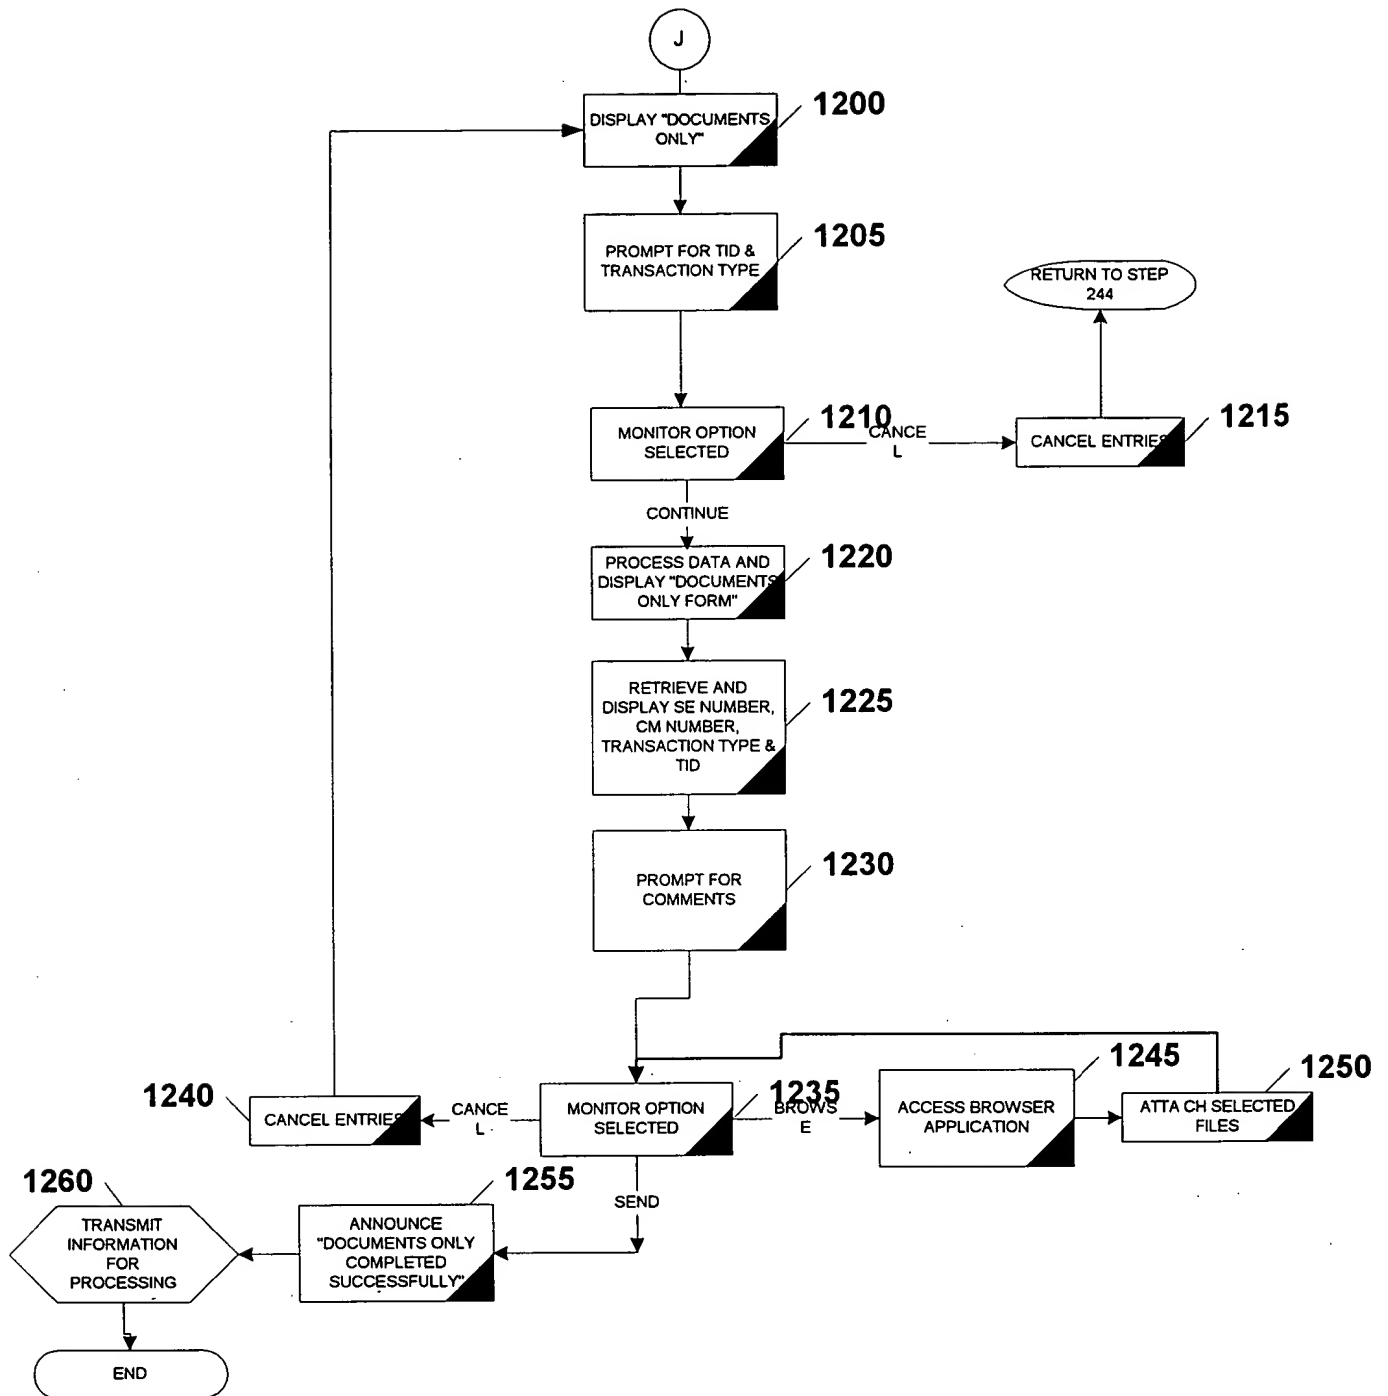 J
DISPLAY "DOCUMENTS
ONLY"
1200
PROMPT FOR TID &
TRANSACTION TYPE
1205
RETURN TO STEP
244
MONITOR OPTION
SELECTED
1210
CANCE
L
CANCEL ENTRIES
1215
CONTINUE
PROCESS DATA AND
DISPLAY "DOCUMENTS
ONLY FORM"
1220
RETRIEVE AND
DISPLAY SE NUMBER,
CM NUMBER,
TRANSACTION TYPE &
TID
1225
PROMPT FOR
COMMENTS
1230
1240
CANCEL ENTRIES
CANCE
L
MONITOR OPTION
SELECTED
1235
BROWS
E
ACCESS BROWSER
APPLICATION
1245
ATTA CH SELECTED
FILES
1250
SEND
1260
TRANSMIT
INFORMATION
FOR
PROCESSING
ANNOUNCE
"DOCUMENTS ONLY
COMPLETED
SUCCESSFULLY"
1255
END